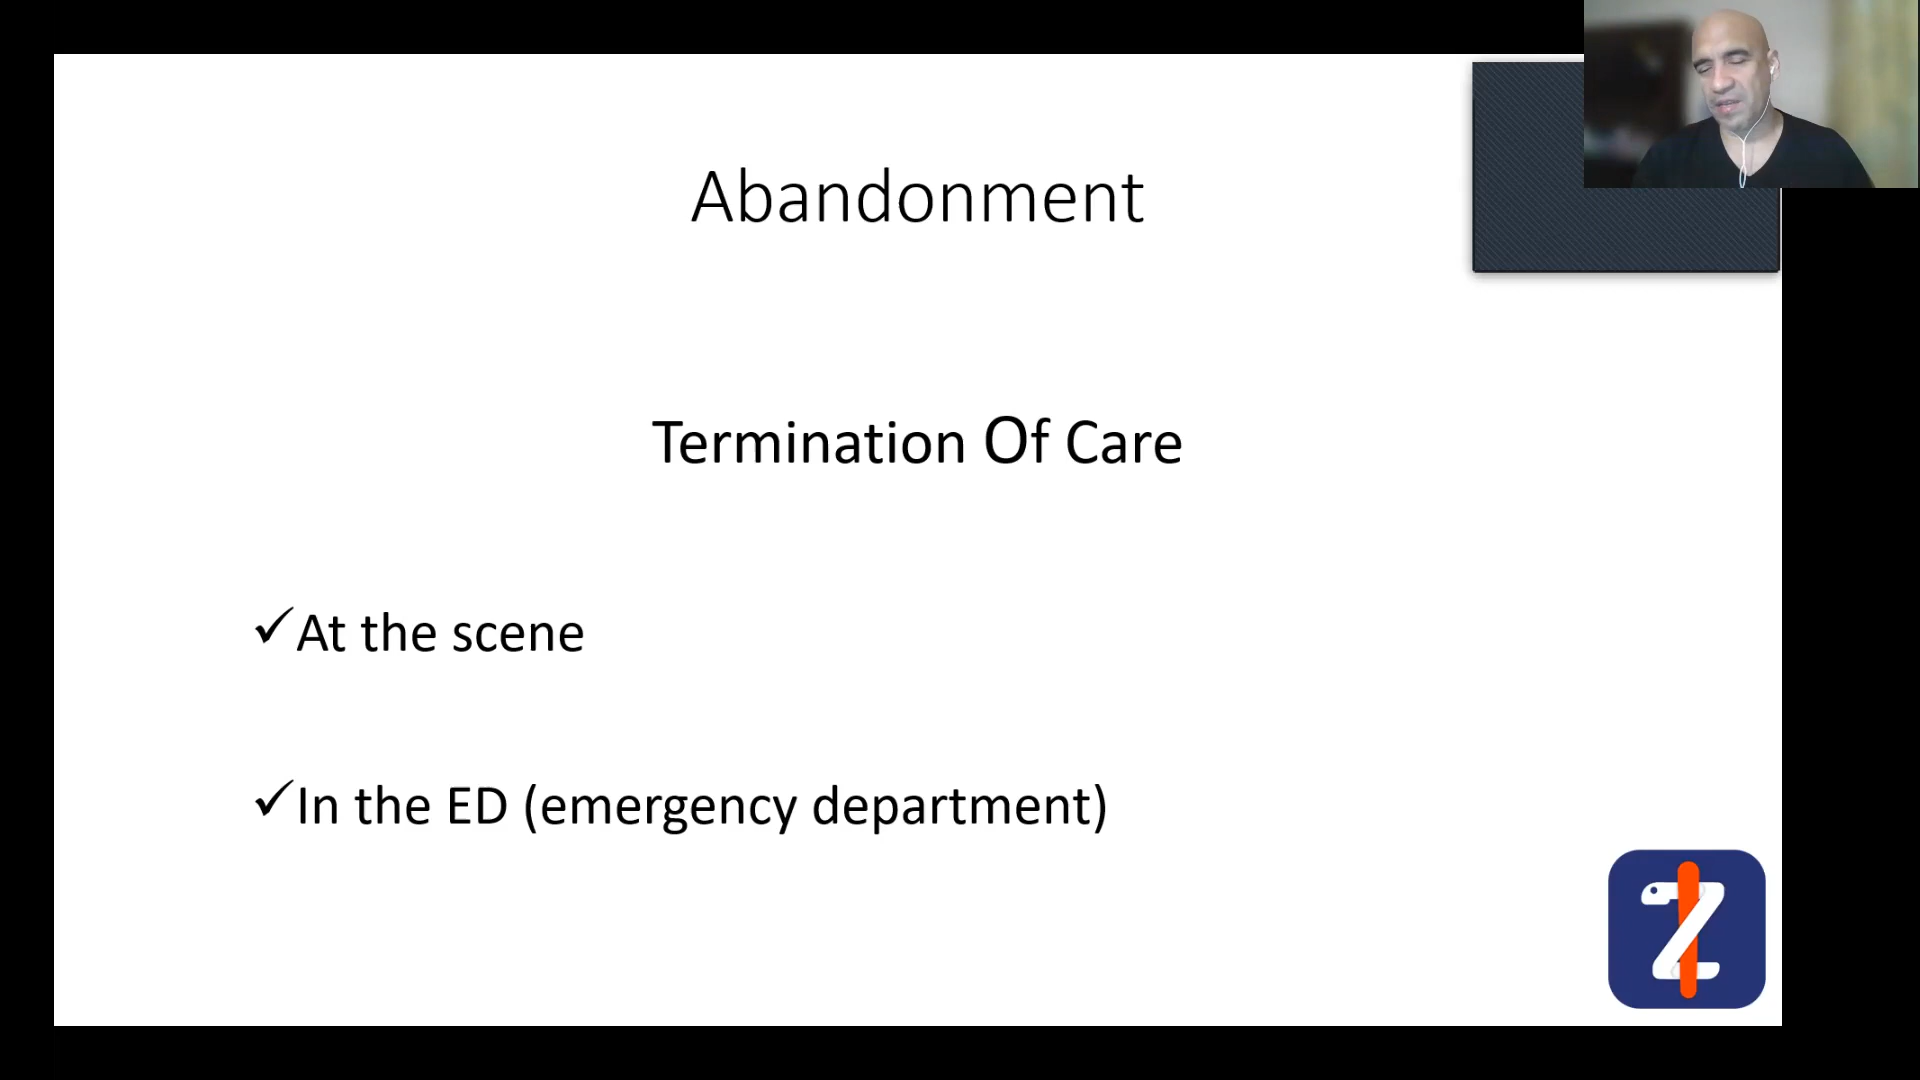 Abandonment
Termination Of Care
✓At the scene
✓In the ED (emergency department)